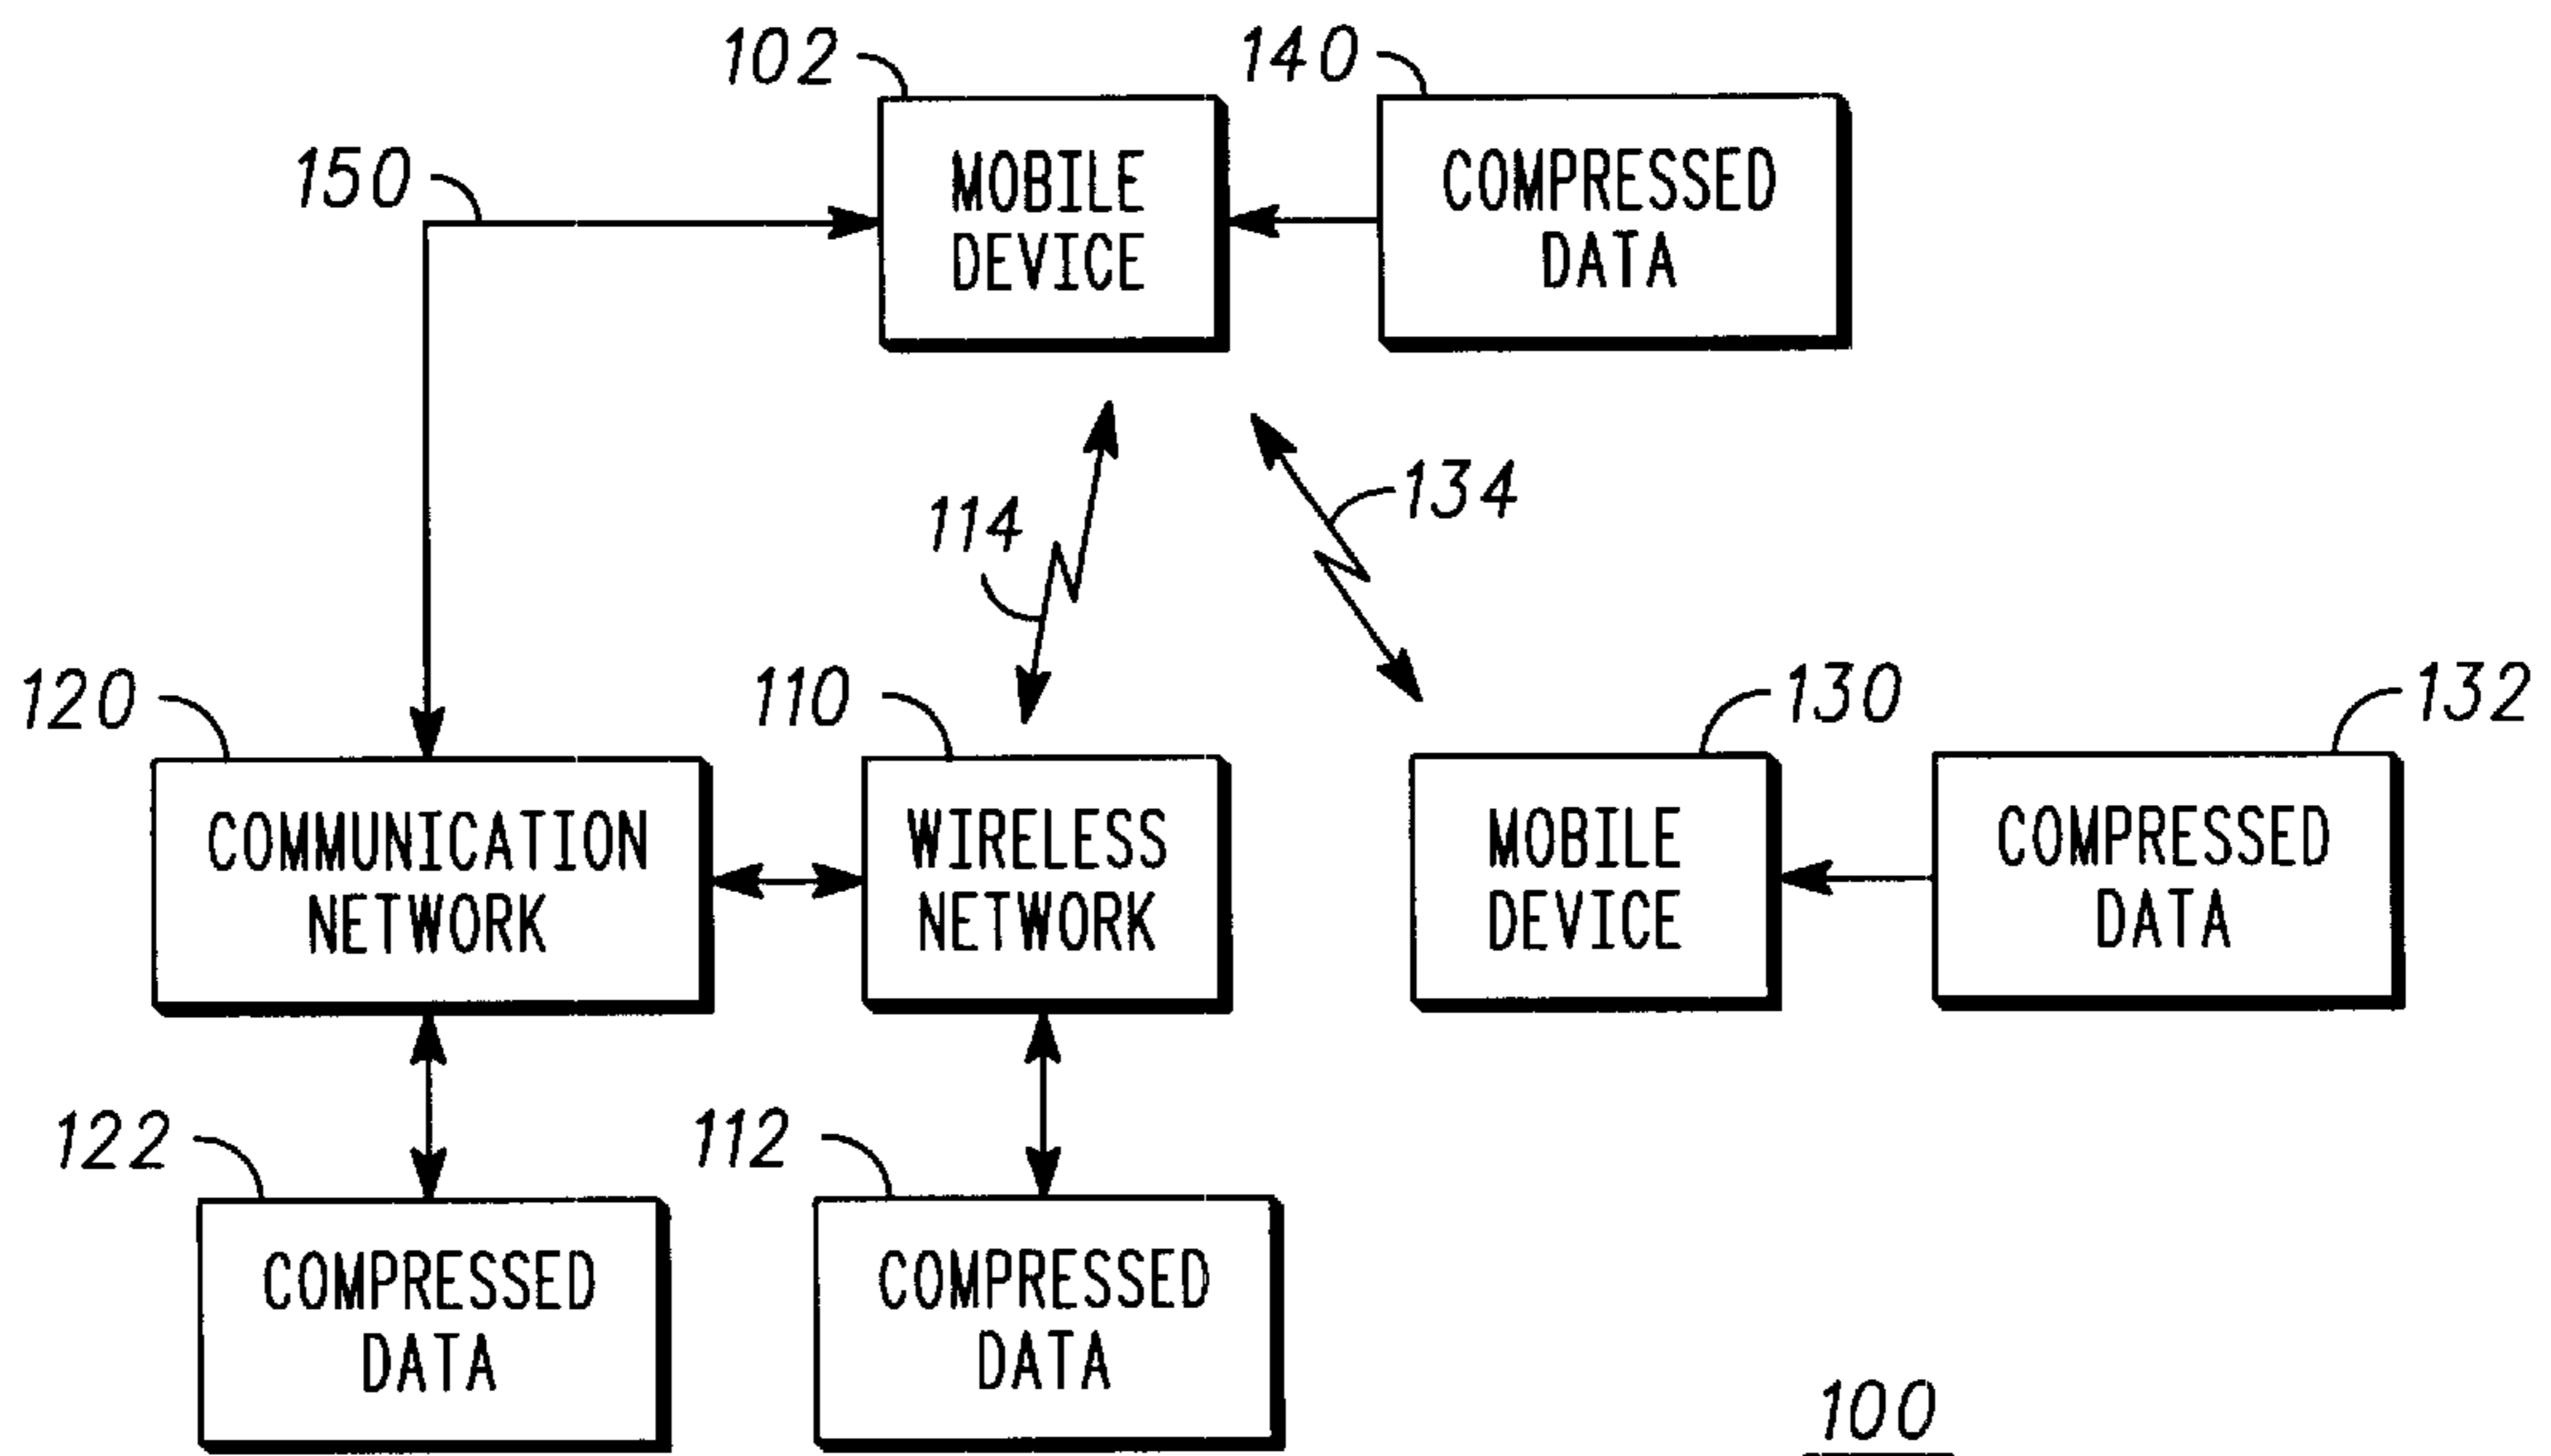 102
140
MOBILE
DEVICE
COMPRESSED
DATA
150
114
134
120
110
130
132
COMMUNICATION
NETWORK
WIRELESS
NETWORK
MOBILE
DEVICE
COMPRESSED
DATA
122
112
COMPRESSED
DATA
COMPRESSED
DATA
100